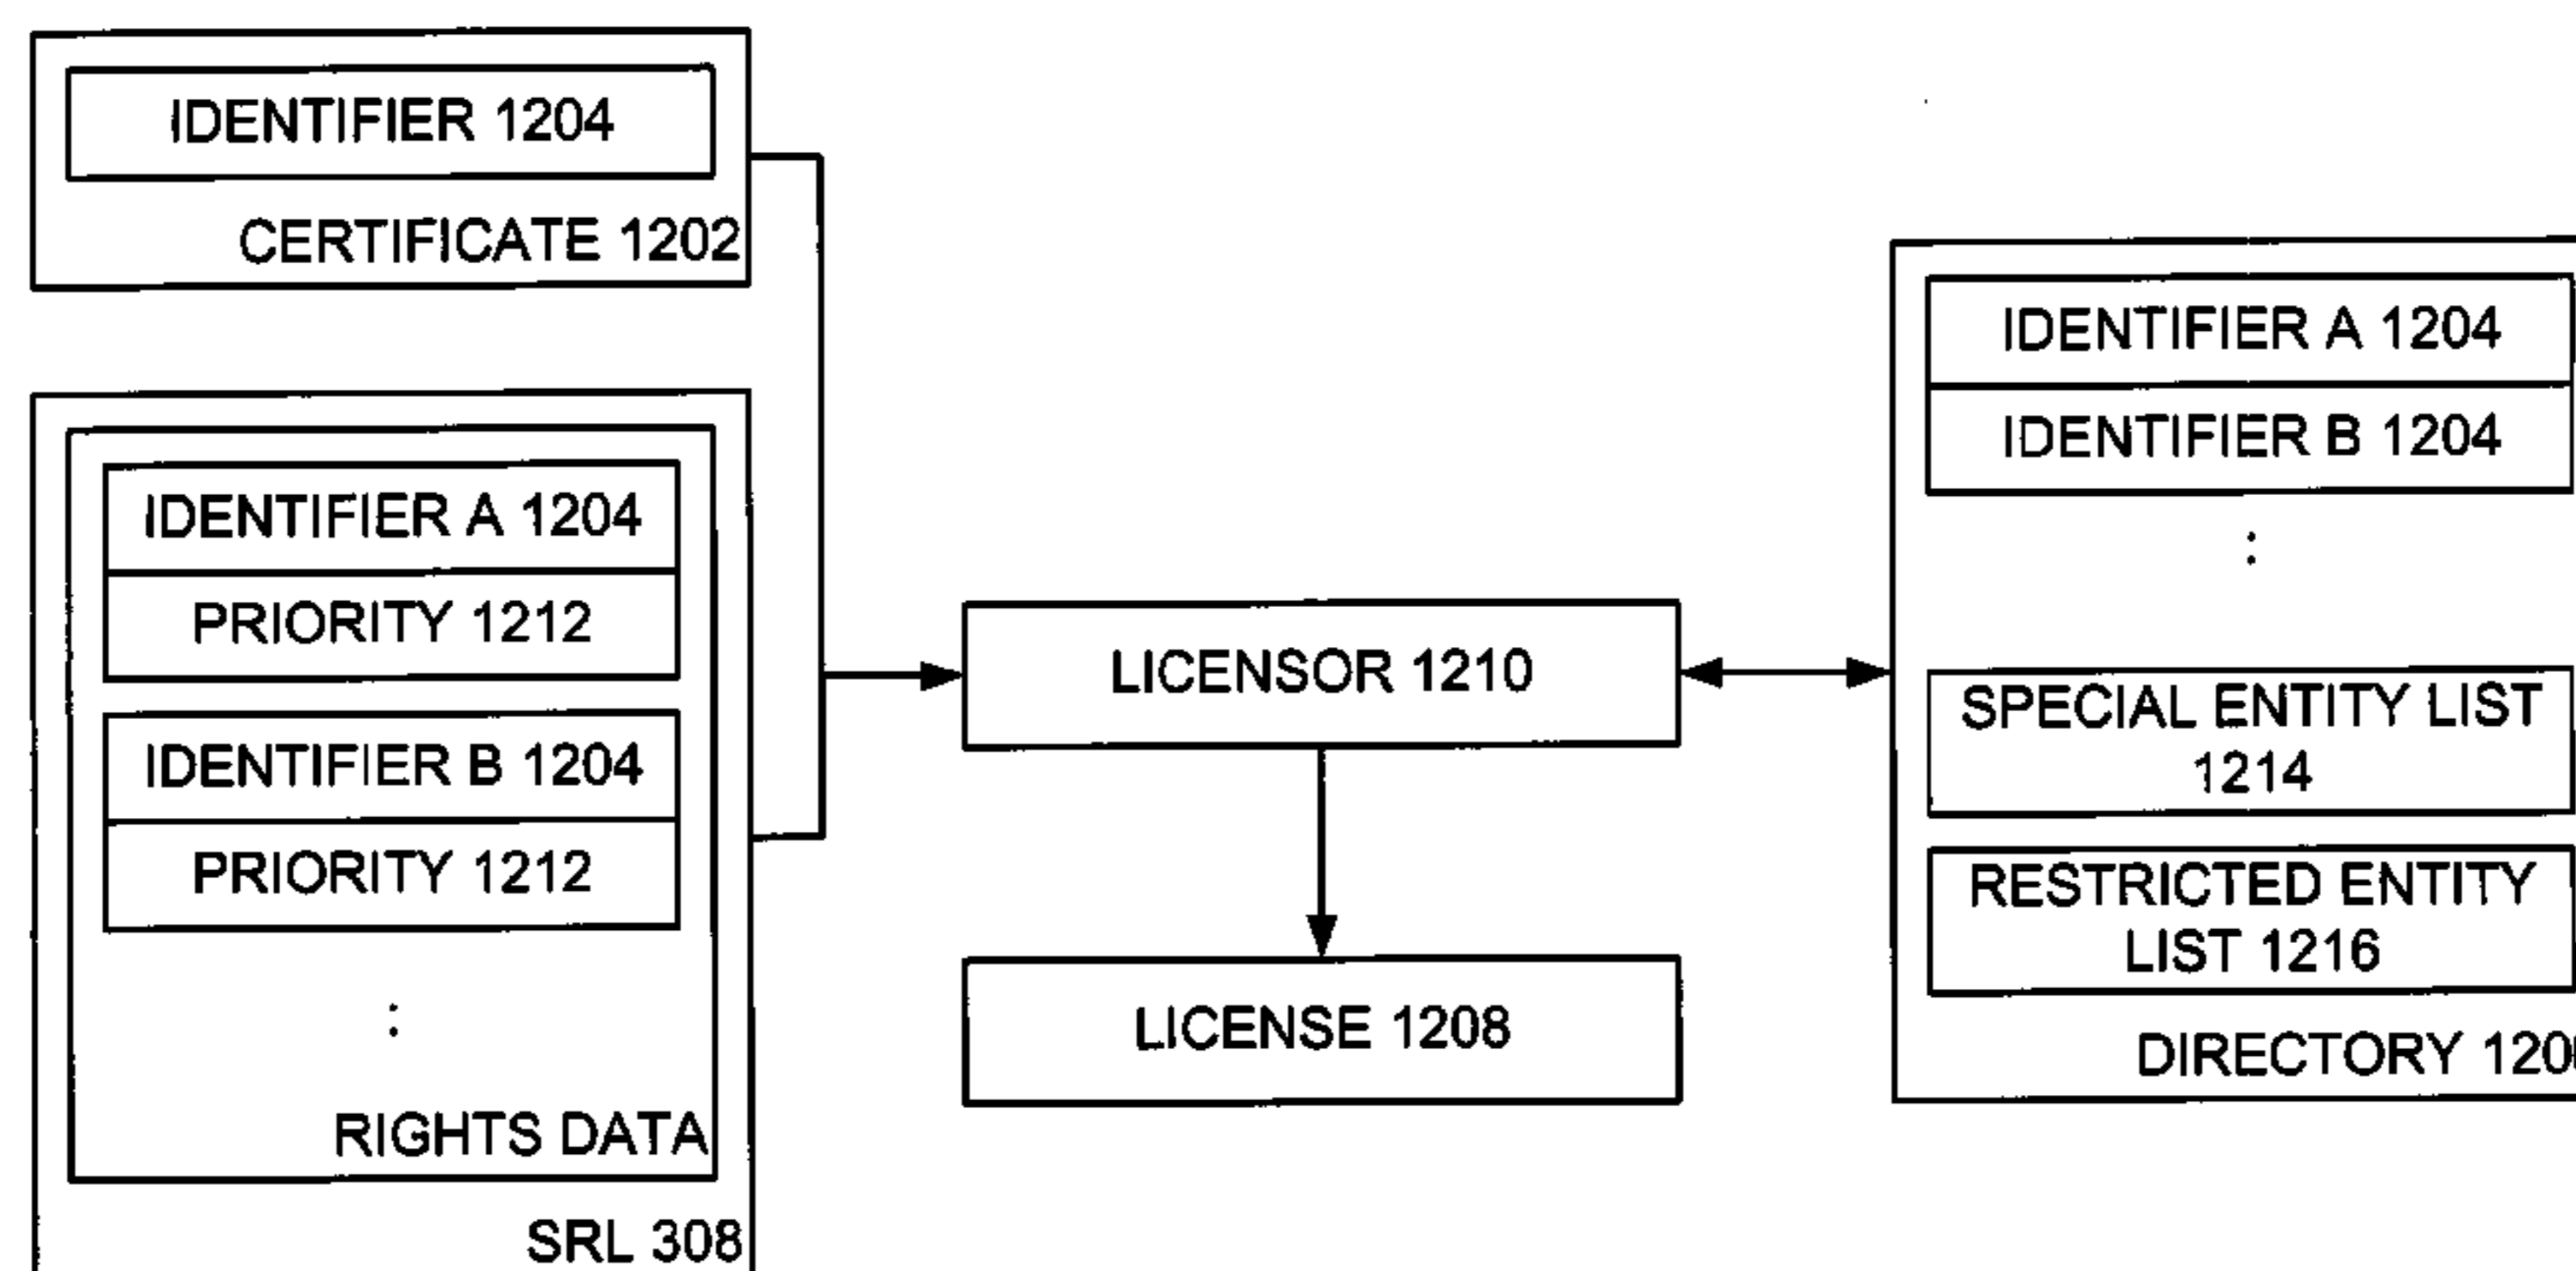 IDENTIFIER 1204
CERTIFICATE 1202
IDENTIFIER A 1204
PRIORITY 1212
IDENTIFIER B 1204
PRIORITY 1212
:
RIGHTS DATA
SRL 308
LICENSOR 1210
LICENSE 1208
IDENTIFIER A 1204
IDENTIFIER B 1204
:
SPECIAL ENTITY LIST
1214
RESTRICTED ENTITY
LIST 1216
DIRECTORY